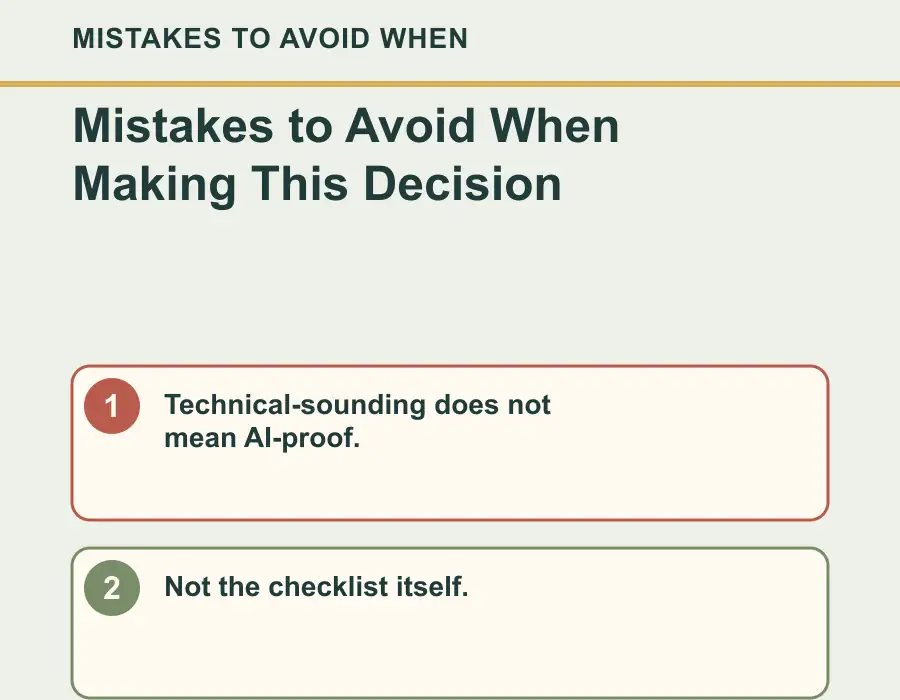 MISTAKES TO AVOID WHEN
Mistakes to Avoid When
Making This Decision
1
Technical-sounding does not
mean AI-proof.
2
Not the checklist itself.